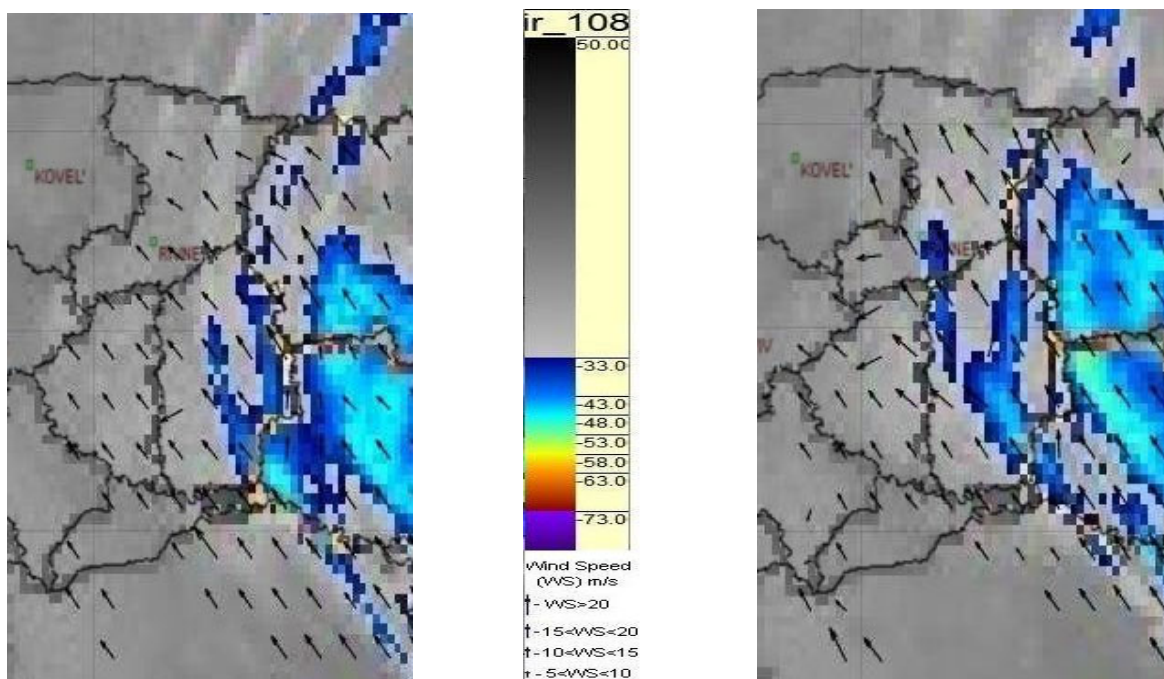 KOVEL'
ir_108
50.00
-33.0
-43.0
-48.0
-53.0
-58.0
-63.0
-73.0
Wind Speed
(WS) m/s
- WS>20
-15<WS<20
-10<WS<15
-5<WS<10
KOVEL'